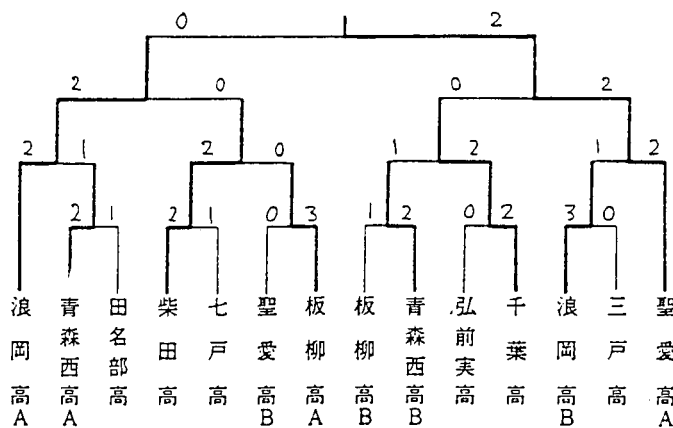 0 2
2 0 0 2
2 1 2 0 1 2 1 2
2 1 2 1 0 3 1 2 0 2 3 0
浪岡高A
青森西高A
田名部高
柴田高
七戸高
聖愛高B
板柳高A
板柳高B
青森西高B
弘前実高
千葉高
浪岡高B
三戸高
聖愛高A